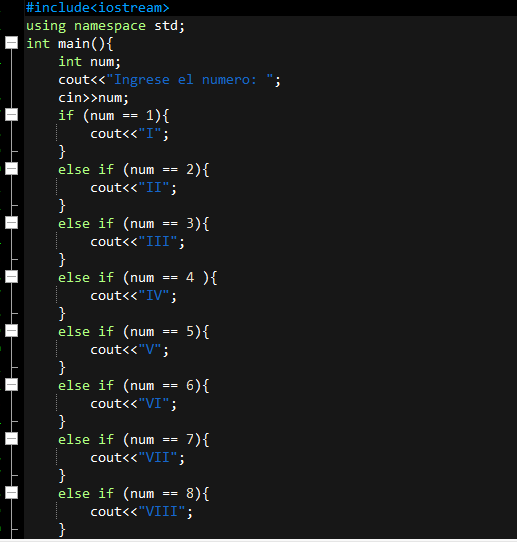 #include<iostream>
using namespace std;
int main(){
    int num;
    cout<<"Ingrese el numero: ";
    cin>>num;
    if (num == 1){
        cout<<"I";
    }
    else if (num == 2){
        cout<<"II";
    }
    else if (num == 3){
        cout<<"III";
    }
    else if (num == 4 ){
        cout<<"IV";
    }
    else if (num == 5){
        cout<<"V";
    }
    else if (num == 6){
        cout<<"VI";
    }
    else if (num == 7){
        cout<<"VII";
    }
    else if (num == 8){
        cout<<"VIII";
    }